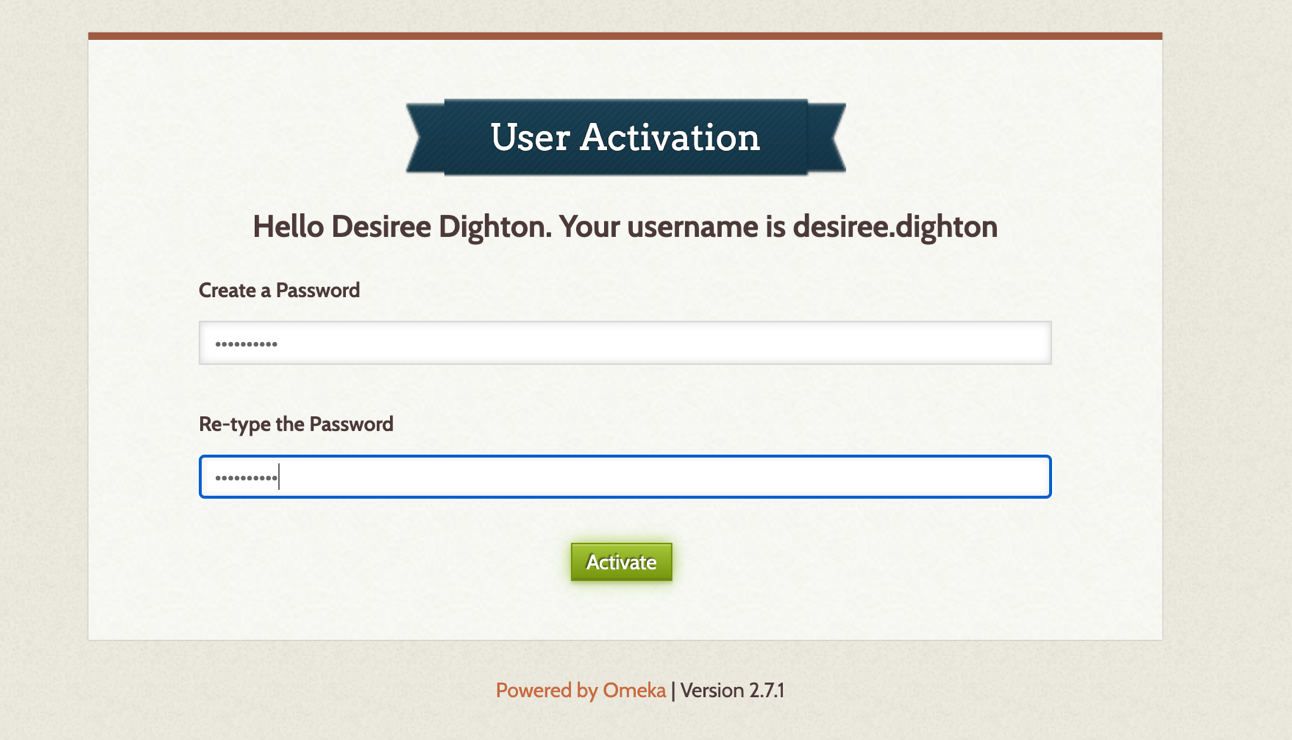 User Activation
Hello Desiree Dighton. Your username is desiree.dighton
Create a Password
••••••••••
Re-type the Password
••••••••••
Activate
Powered by Omeka | Version 2.7.1